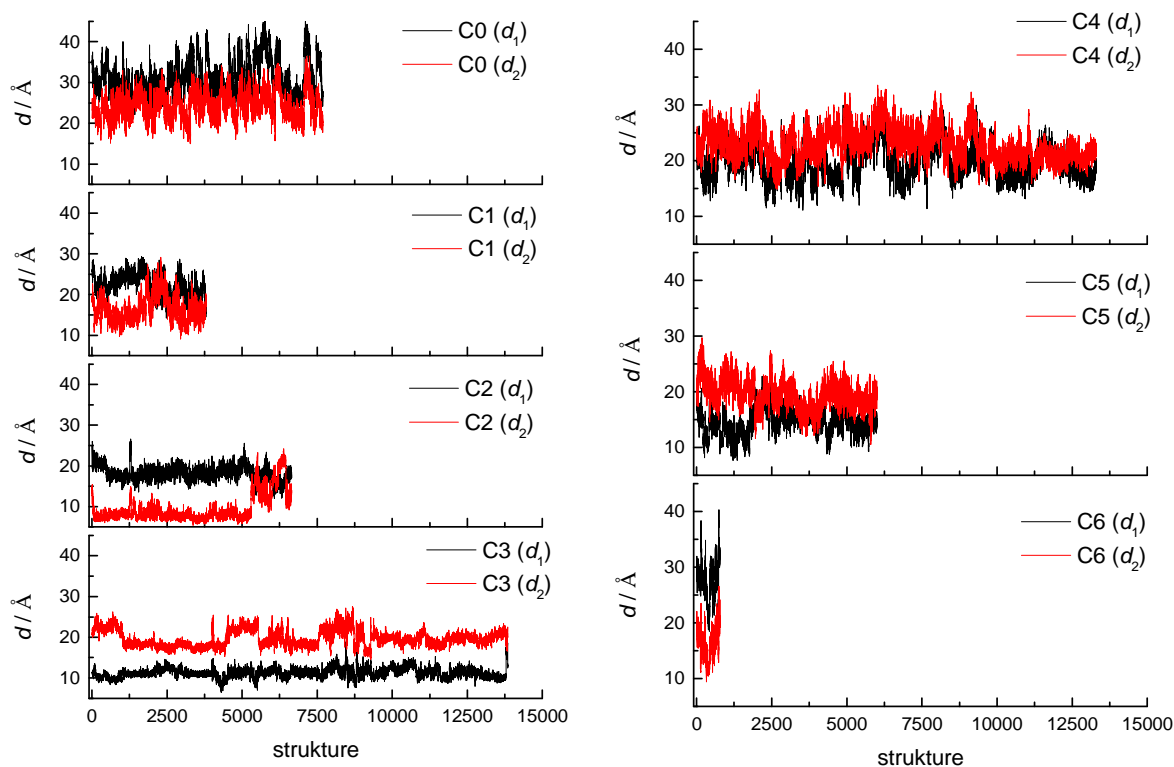 C0 (d₁)
C0 (d₂)
d / Å
40
30
20
10
C1 (d₁)
C1 (d₂)
d / Å
40
30
20
10
C2 (d₁)
C2 (d₂)
d / Å
40
30
20
10
C3 (d₁)
C3 (d₂)
d / Å
40
30
20
10
0 2500 5000 7500 10000 12500 15000
strukture
C4 (d₁)
C4 (d₂)
d / Å
40
30
20
10
C5 (d₁)
C5 (d₂)
d / Å
40
30
20
10
C6 (d₁)
C6 (d₂)
d / Å
40
30
20
10
0 2500 5000 7500 10000 12500 15000
strukture